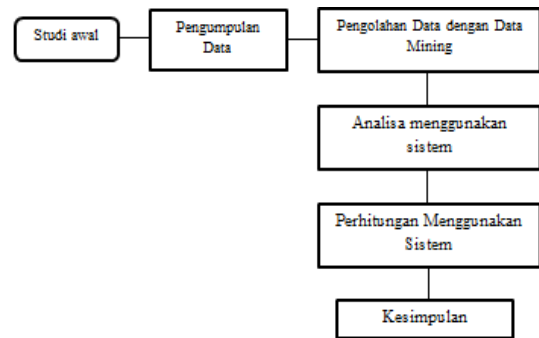 Studi awal
Pengumpulan
Data
Pengolahan Data dengan Data
Mining
Analisa menggunakan
sistem
Perhitungan Menggunakan
Sistem
Kesimpulan